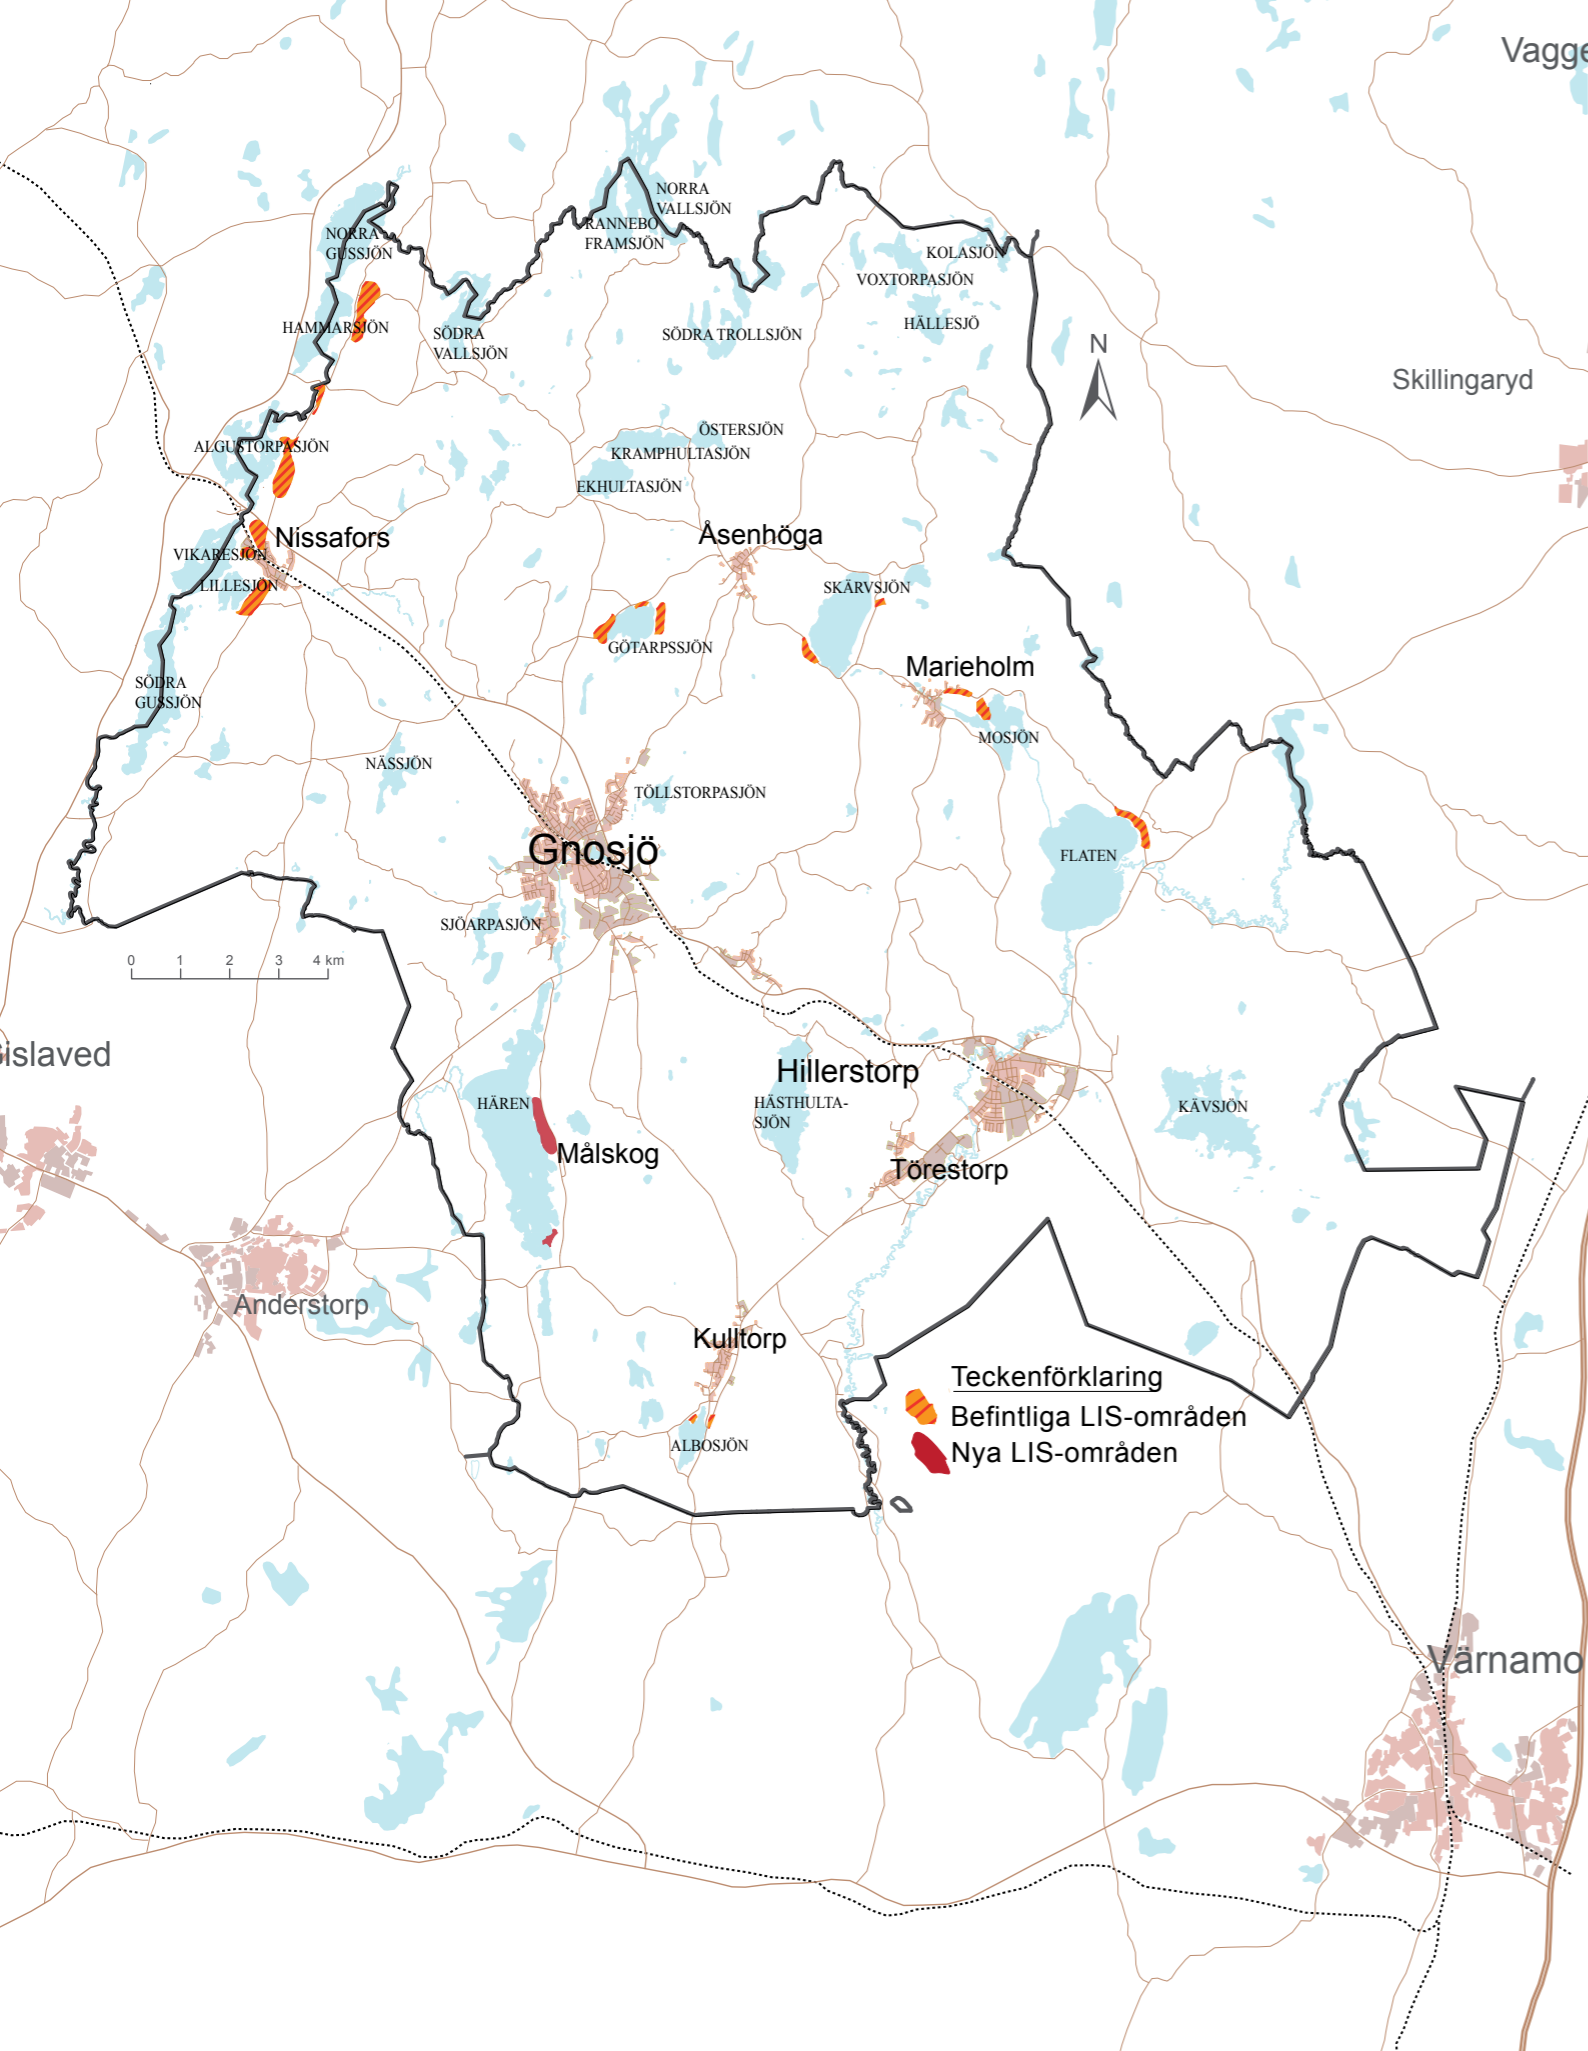 Vagge
NORRA
VALLSJÖN
RANNEBO
FRAMSJÖN
NORRA
GUSSJÖN
KOLASJÖN
VOXTORPASJÖN
HÄLLESJÖ
HAMMARSJÖN
SÖDRA
VALLSJÖN
SÖDRA TROLLSJÖN
N
Skillingaryd
ÖSTERSJÖN
KRAMPHULTASJÖN
ALGUSTORPASJÖN
EKHULTASJÖN
Nissafors
Åsenhöga
VIKARESJÖN
LILLESJÖN
SKÄRVSJÖN
GÖTARPSSJÖN
Marieholm
SÖDRA
GUSSJÖN
MOSJÖN
NÄSSJÖN
TÖLLSTORPASJÖN
Gnosjö
FLATEN
SJÖARPASJÖN
0 1 2 3 4 km
islaved
Hillerstorp
HÄREN
HÄSTHULTA-
SJÖN
KÄVSJÖN
Målskog
Törestorp
Anderstorp
Kulltorp
Teckenförklaring
Befintliga LIS-områden
ALBOSJÖN
Nya LIS-områden
Värnamo